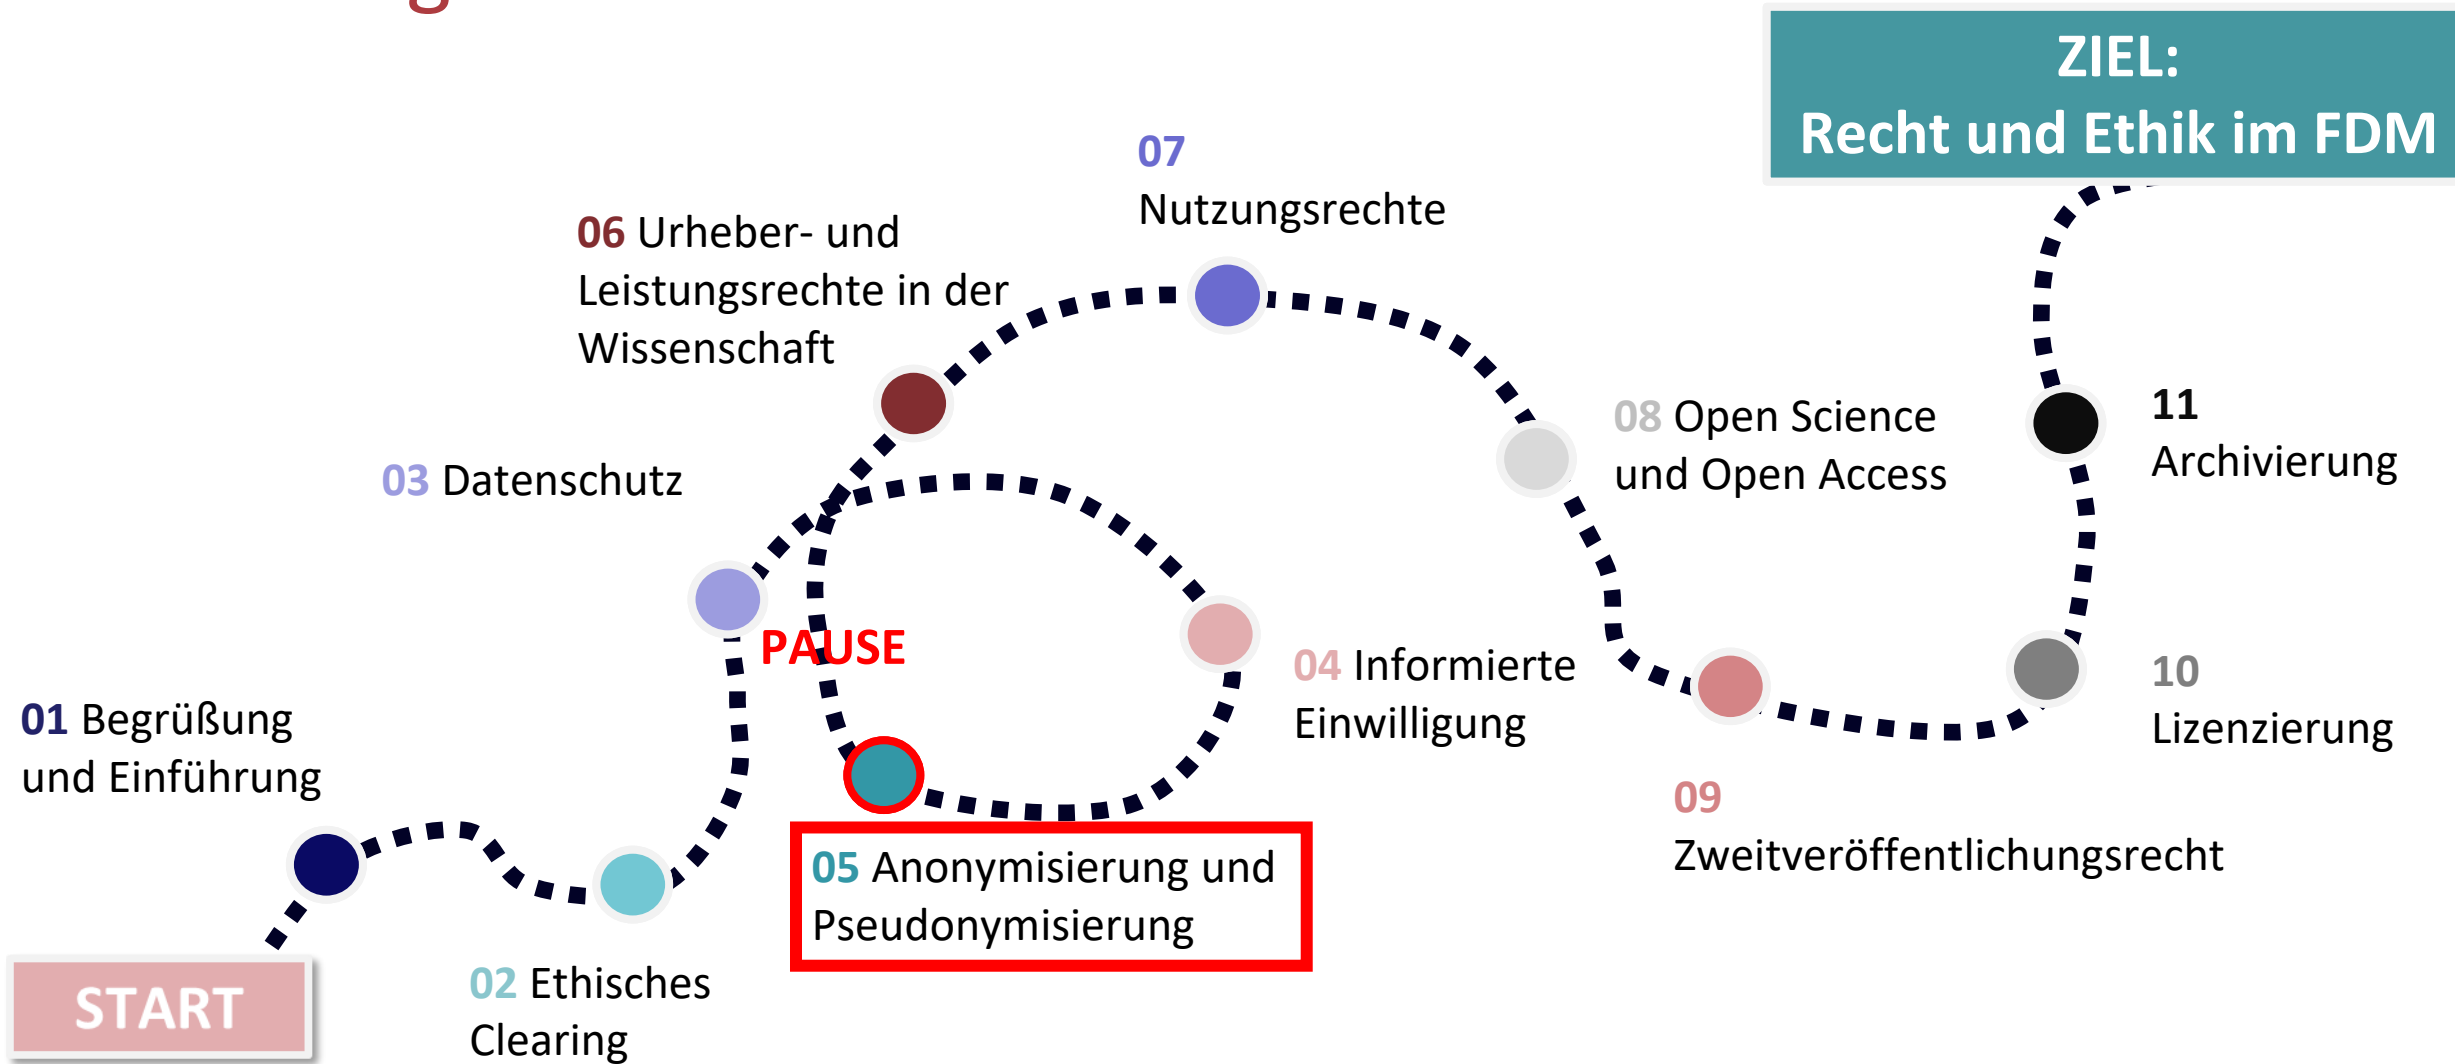 ZIEL:
Recht und Ethik im FDM
07
Nutzungsrechte
06 Urheber- und
Leistungsrechte in der
Wissenschaft
03 Datenschutz
08 Open Science
und Open Access
11
Archivierung
PAUSE
04 Informierte
Einwilligung
10
Lizenzierung
01 Begrüßung
und Einführung
09
Zweitveröffentlichungsrecht
05 Anonymisierung und
Pseudonymisierung
02 Ethisches
Clearing
START